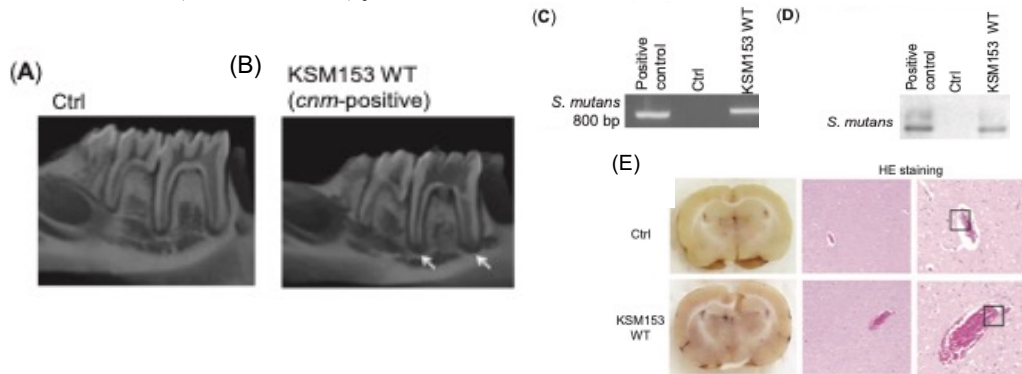 (A)
Ctrl
(B)
KSM153 WT
(cnm-positive)
(C)
Positive
control
Ctrl
KSM153 WT
S. mutans
800 bp
(D)
Positive
control
Ctrl
KSM153 WT
S. mutans
(E)
HE staining
Ctrl
KSM153
WT